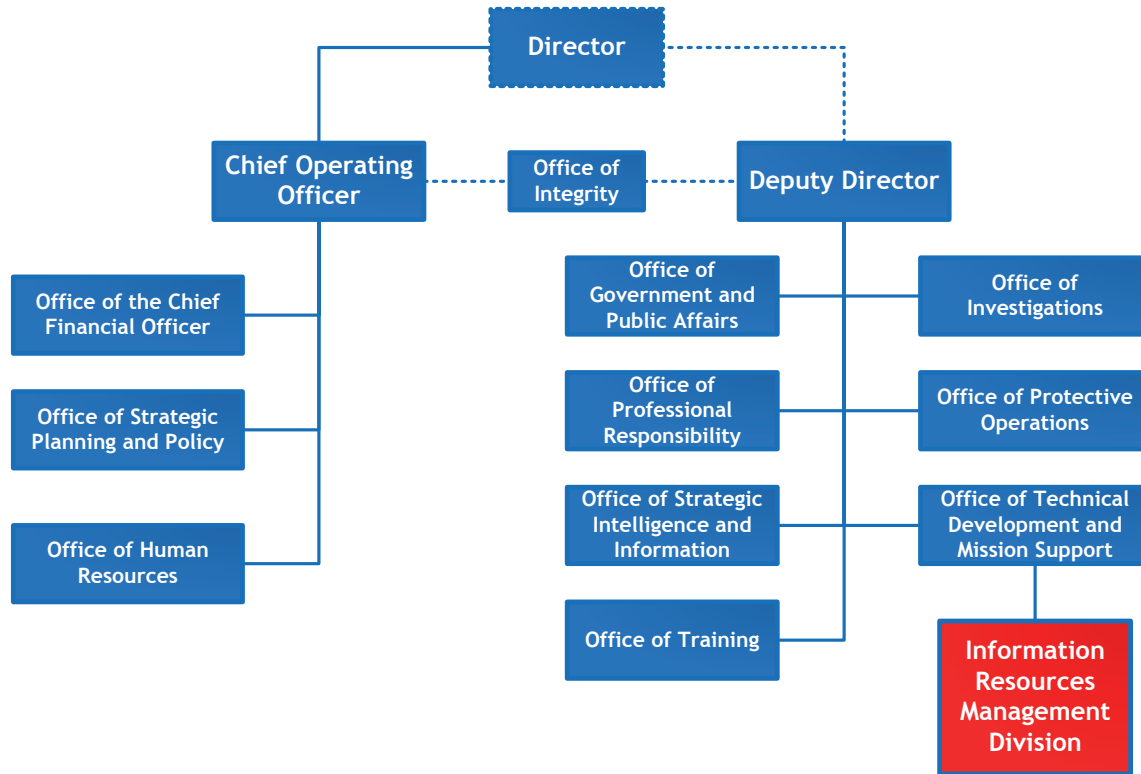 Director
Chief Operating
Officer
Office of
Integrity
Deputy Director
Office of the Chief
Financial Officer
Office of Strategic
Planning and Policy
Office of Human
Resources
Office of
Government and
Public Affairs
Office of
Investigations
Office of
Professional
Responsibility
Office of Protective
Operations
Office of Strategic
Intelligence and
Information
Office of Technical
Development and
Mission Support
Office of Training
Information
Resources
Management
Division